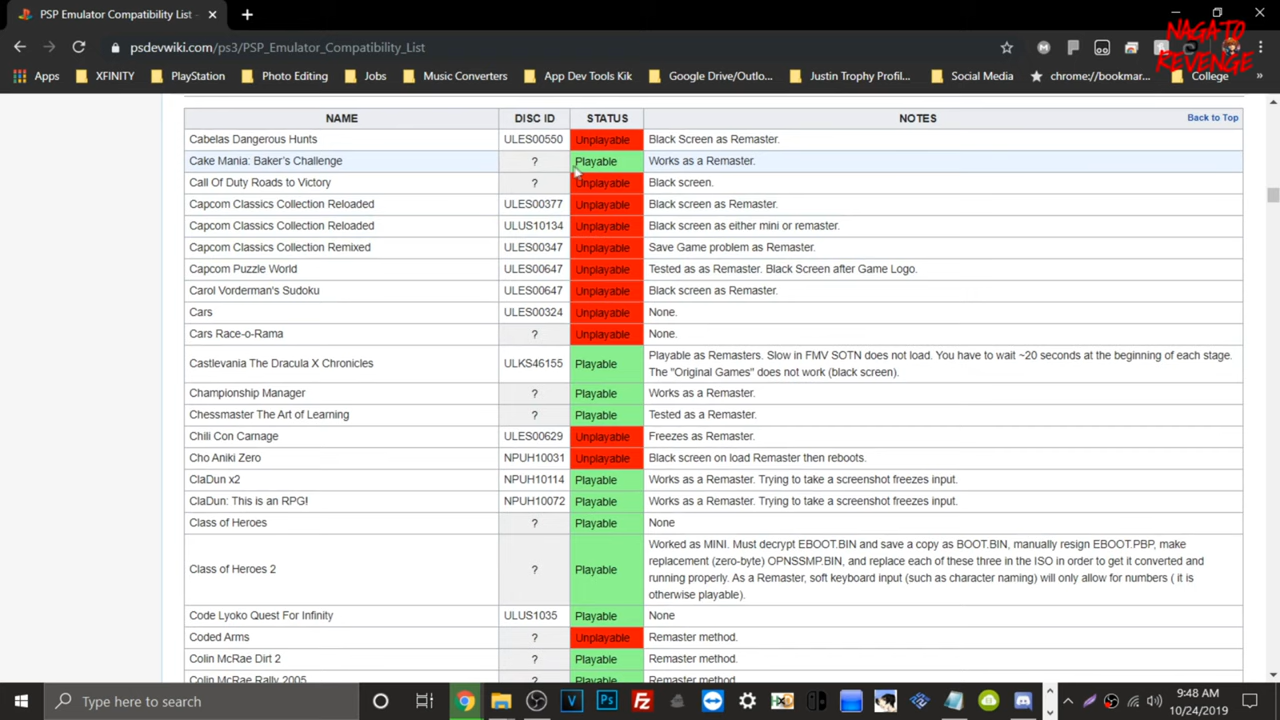 PSP Emulator Compatibility List -
NAGATO
REVENGE
psdevwiki.com/ps3/PSP_Emulator_Compatibility_List
Apps XFINITY PlayStation Photo Editing Jobs Music Converters App Dev Tools Kik Google Drive/Outlo... Justin Trophy Profil... Social Media chrome://bookmar... College »
NAME DISC ID STATUS NOTES Back to Top
Cabelas Dangerous Hunts ULES00550 Unplayable Black Screen as Remaster.
Cake Mania: Baker's Challenge ? Playable Works as a Remaster.
Call Of Duty Roads to Victory ? Unplayable Black screen.
Capcom Classics Collection Reloaded ULES00377 Unplayable Black screen as Remaster.
Capcom Classics Collection Reloaded ULUS10134 Unplayable Black screen as either mini or remaster.
Capcom Classics Collection Remixed ULES00347 Unplayable Save Game problem as Remaster.
Capcom Puzzle World ULES00647 Unplayable Tested as as Remaster. Black Screen after Game Logo.
Carol Vorderman's Sudoku ULES00647 Unplayable Black screen as Remaster.
Cars ULES00324 Unplayable None.
Cars Race-o-Rama ? Unplayable None.
Castlevania The Dracula X Chronicles ULKS46155 Playable Playable as Remasters. Slow in FMV SOTN does not load. You have to wait ~20 seconds at the beginning of each stage.
The "Original Games" does not work (black screen).
Championship Manager ? Playable Works as a Remaster.
Chessmaster The Art of Learning ? Playable Tested as a Remaster.
Chili Con Carnage ULES00629 Unplayable Freezes as Remaster.
Cho Aniki Zero NPUH10031 Unplayable Black screen on load Remaster then reboots.
ClaDun x2 NPUH10114 Playable Works as a Remaster. Trying to take a screenshot freezes input.
ClaDun: This is an RPG! NPUH10072 Playable Works as a Remaster. Trying to take a screenshot freezes input.
Class of Heroes ? Playable None
Class of Heroes 2 ? Playable Worked as MINI. Must decrypt EBOOT.BIN and save a copy as BOOT.BIN, manually resign EBOOT.PBP, make
replacement (zero-byte) OPNSSMP.BIN, and replace each of these three in the ISO in order to get it converted and
running properly. As a Remaster, soft keyboard input (such as character naming) will only allow for numbers ( it is
otherwise playable).
Code Lyoko Quest For Infinity ULUS1035 Playable None
Coded Arms ? Unplayable Remaster method.
Colin McRae Dirt 2 ? Playable Remaster method.
Colin McRae Rally 2005 ? Playable Remaster method.
Type here to search
9:48 AM
10/24/2019